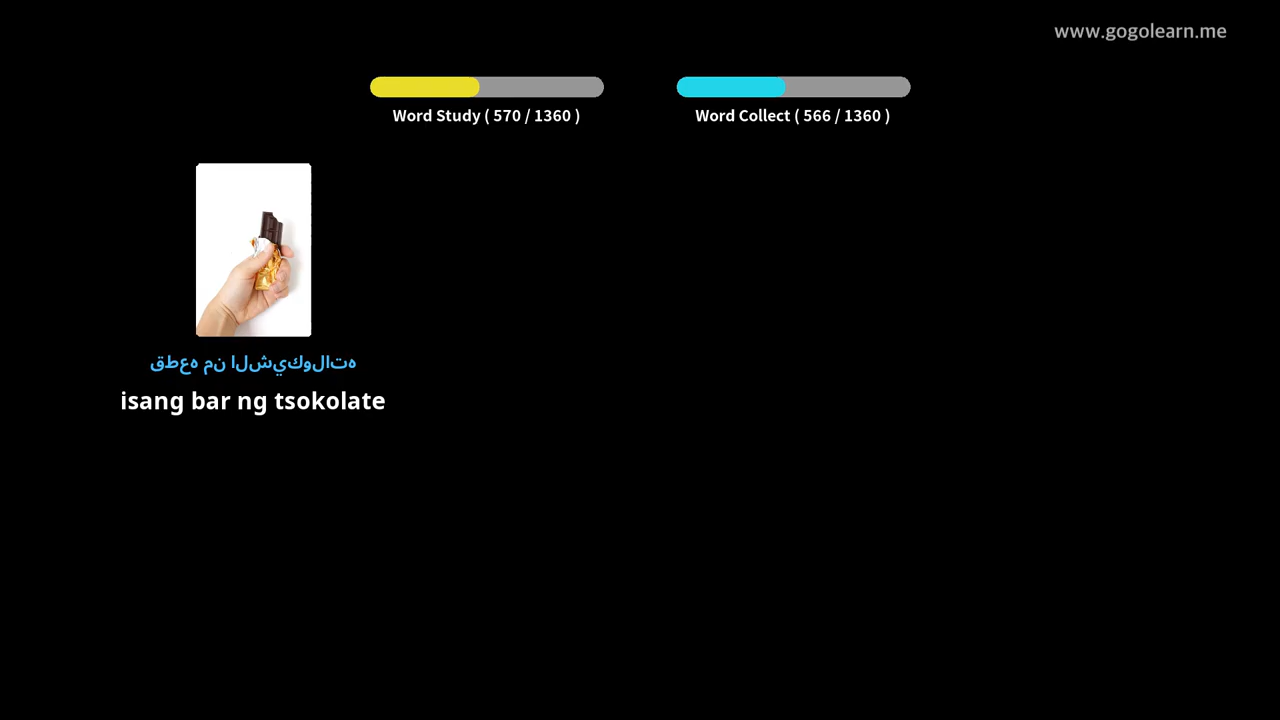 www.gogolearn.me
Word Study ( 570 / 1360 )
Word Collect ( 566 / 1360 )
قطعه من الشيكولاته
isang bar ng tsokolate